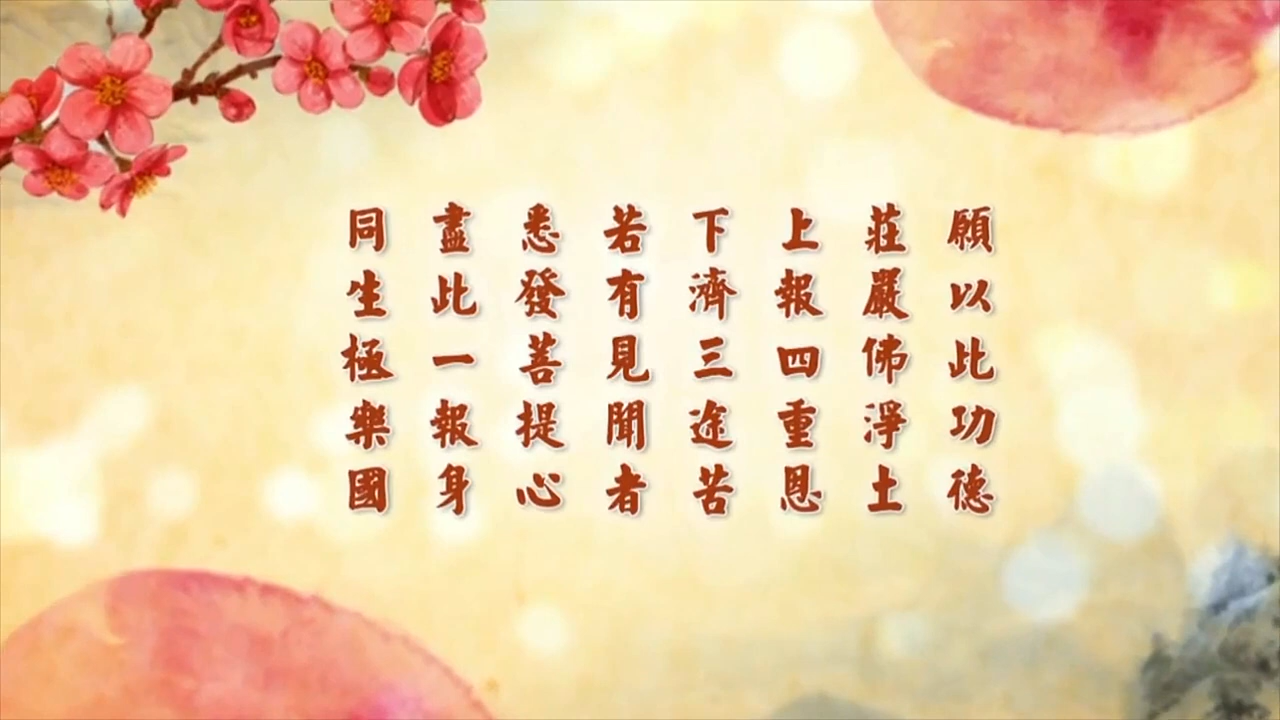 願以此功德
莊嚴佛淨土
上報四重恩
下濟三途苦
若有見聞者
悉發菩提心
盡此一報身
同生極樂國